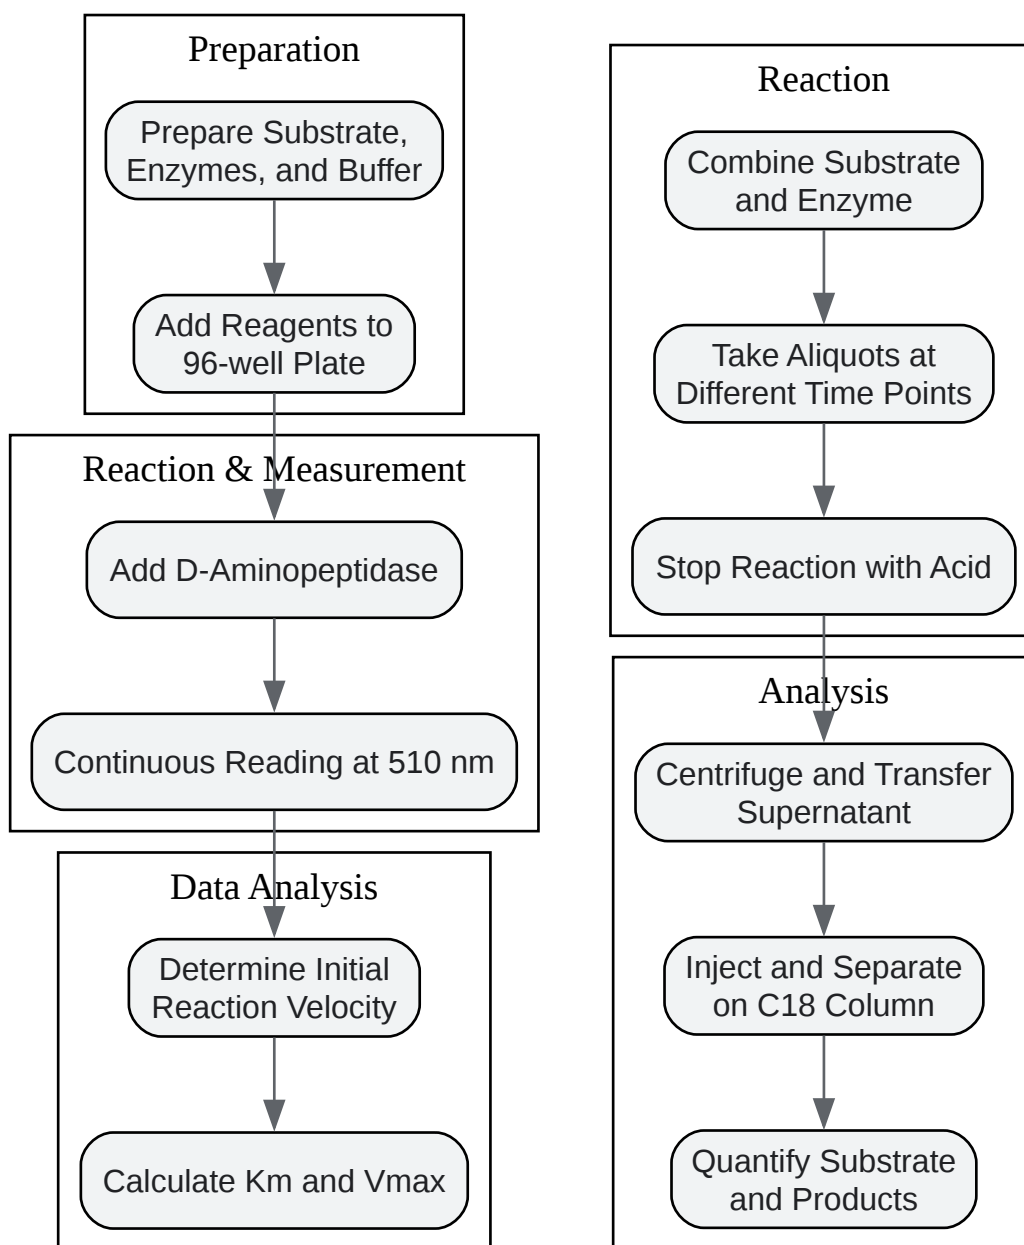 Preparation
Prepare Substrate,
Enzymes, and Buffer
Add Reagents to
96-well Plate
Reaction & Measurement
Add D-Aminopeptidase
Continuous Reading at 510 nm
Data Analysis
Determine Initial
Reaction Velocity
Calculate Km and Vmax
Reaction
Combine Substrate
and Enzyme
Take Aliquots at
Different Time Points
Stop Reaction with Acid
Analysis
Centrifuge and Transfer
Supernatant
Inject and Separate
on C18 Column
Quantify Substrate
and Products